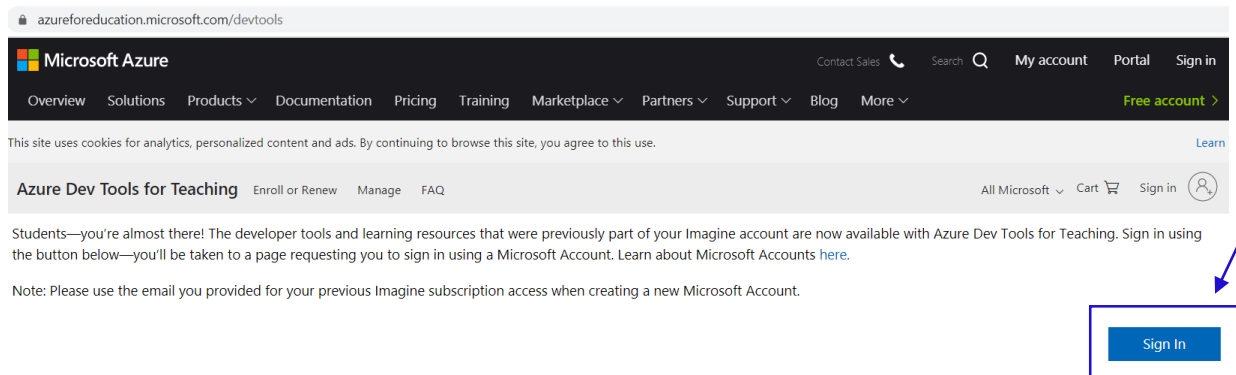 azureforeducation.microsoft.com/devtools
Microsoft Azure Contact Sales Search My account Portal Sign in
Overview Solutions Products Documentation Pricing Training Marketplace Partners Support Blog More Free account >
This site uses cookies for analytics, personalized content and ads. By continuing to browse this site, you agree to this use. Learn
Azure Dev Tools for Teaching Enroll or Renew Manage FAQ All Microsoft Cart Sign in
Students—you're almost there! The developer tools and learning resources that were previously part of your Imagine account are now available with Azure Dev Tools for Teaching. Sign in using
the button below—you'll be taken to a page requesting you to sign in using a Microsoft Account. Learn about Microsoft Accounts here.
Note: Please use the email you provided for your previous Imagine subscription access when creating a new Microsoft Account.
Sign In